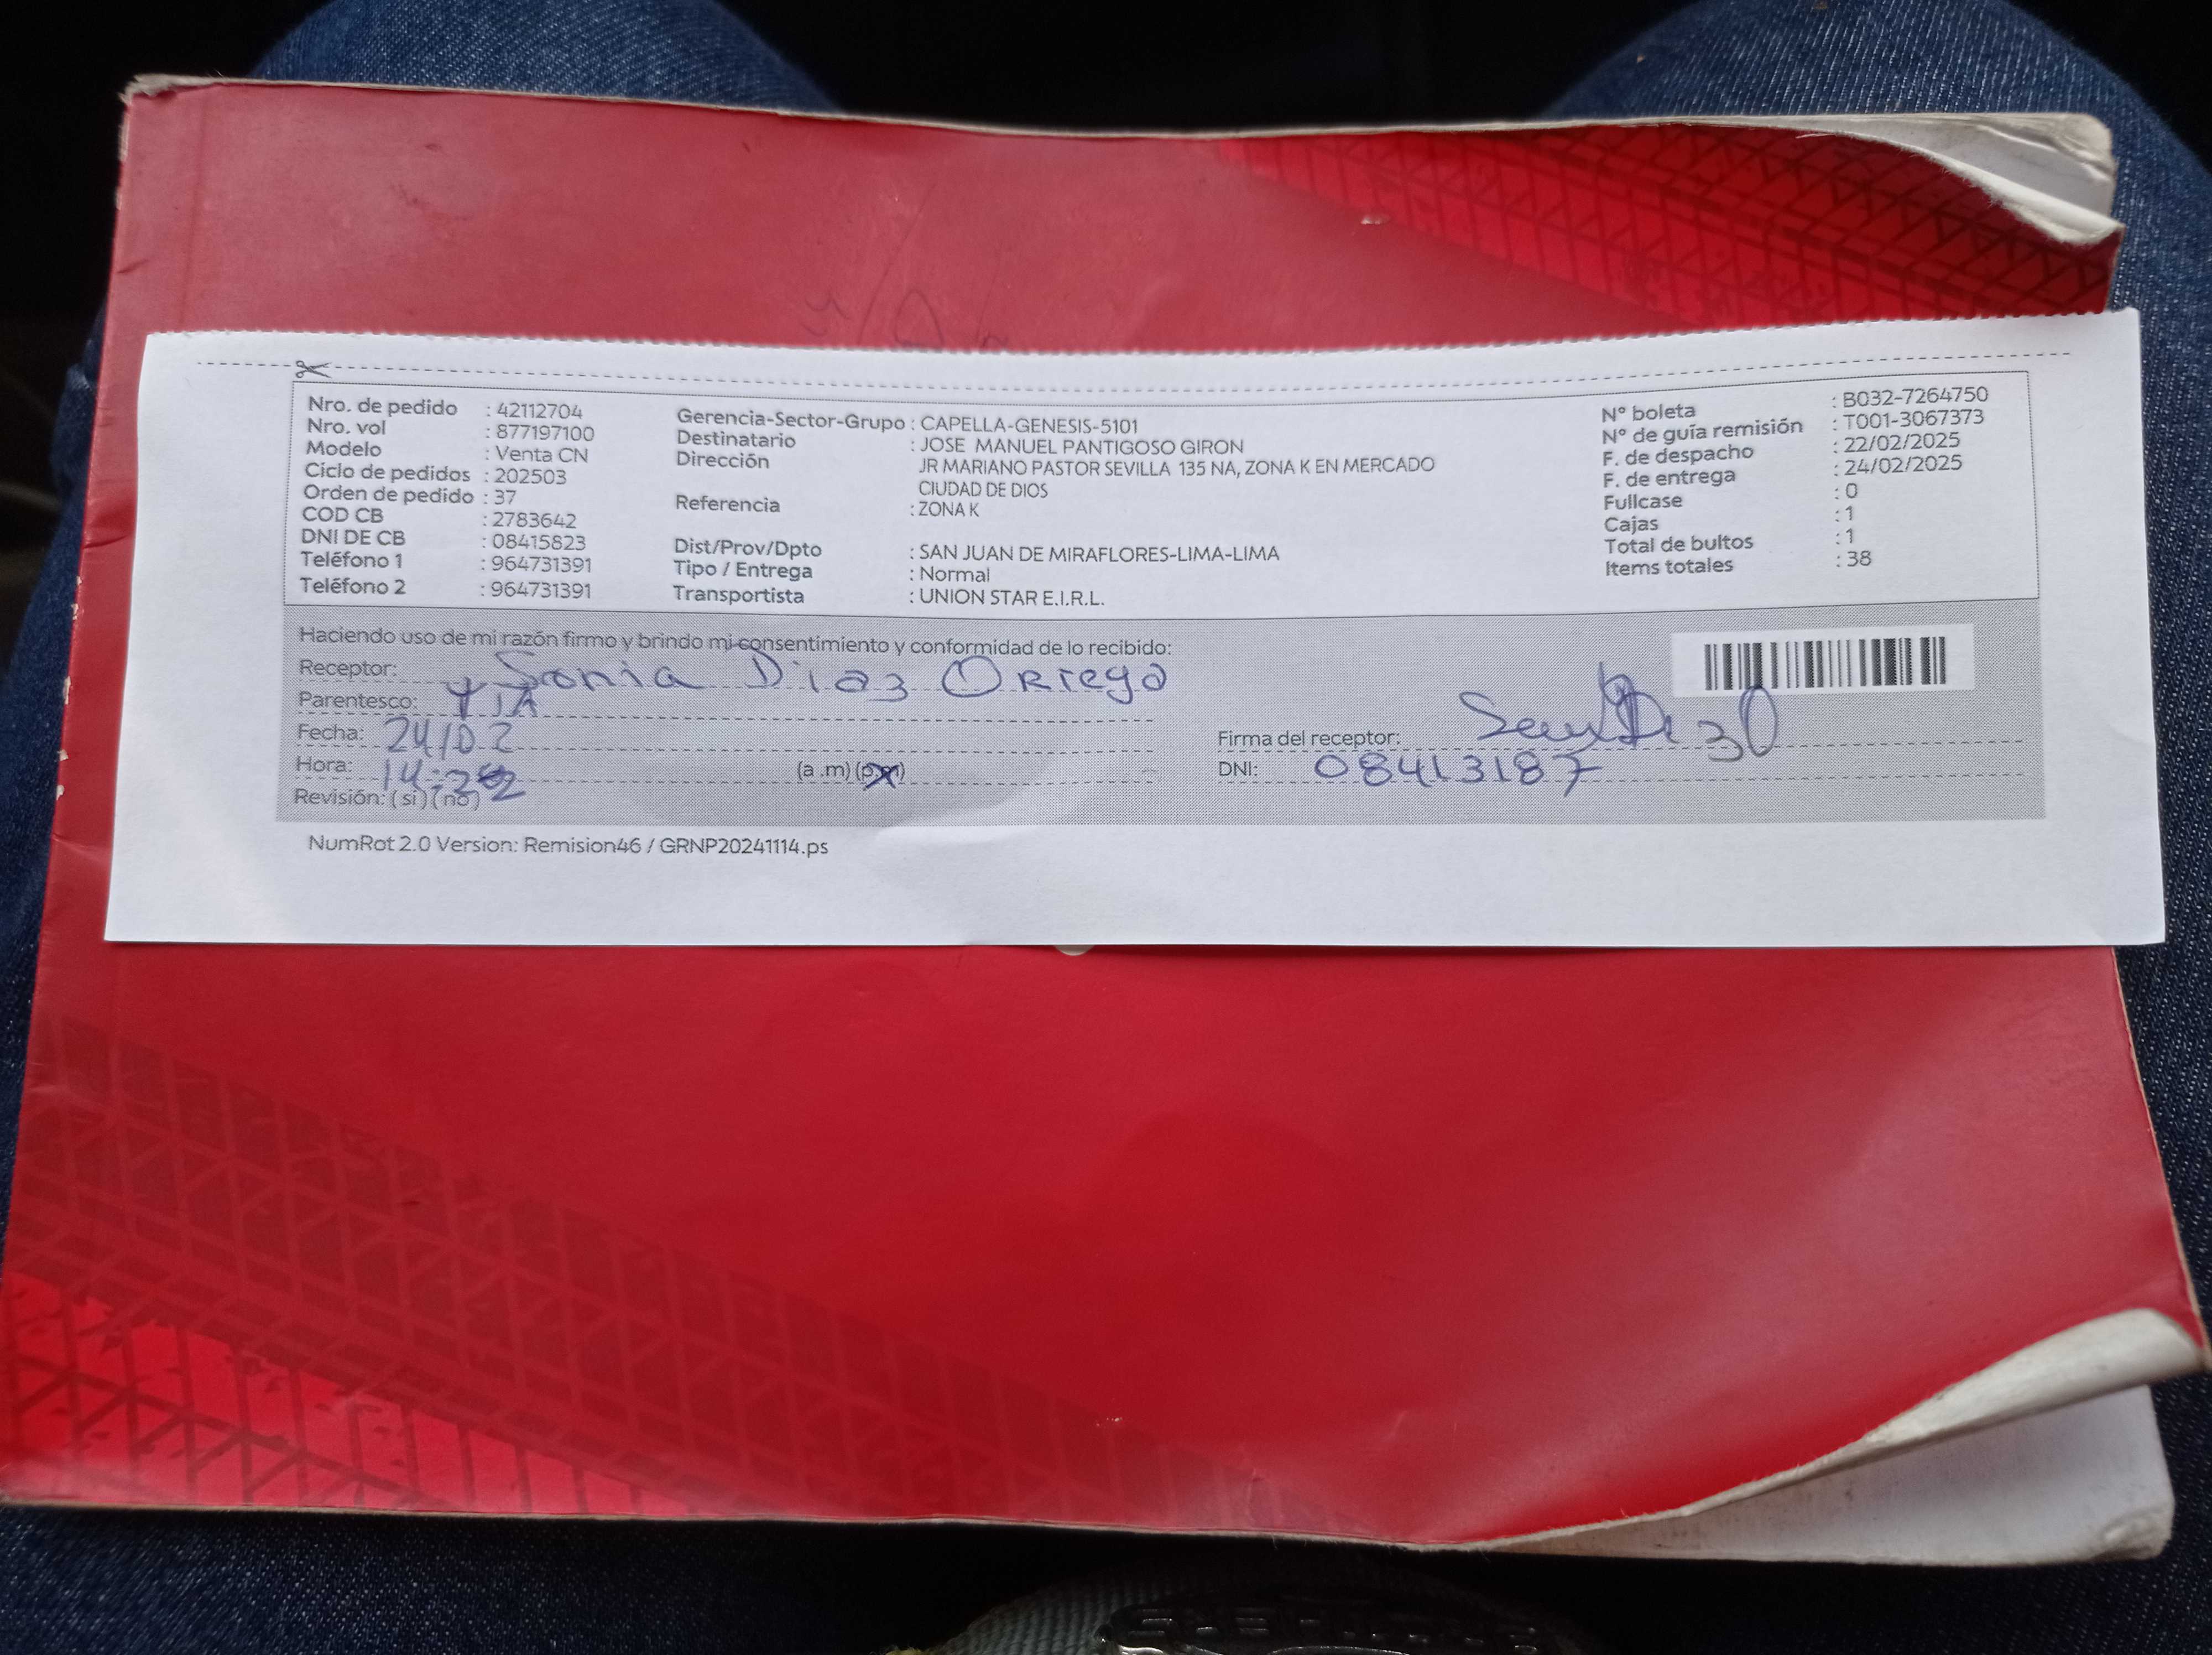 Nro. de pedido : 42112704
Nro. vol : 877197100
Modelo : Venta CN
Ciclo de pedidos : 202503
Orden de pedido : 37
COD CB : 2783642
DNI DE CB : 08415823
Teléfono 1 : 964731391
Teléfono 2 : 964731391
Gerencia-Sector-Grupo : CAPELLA-GENESIS-5101
Destinatario : JOSE MANUEL PANTIGOSO GIRON
Dirección JR MARIANO PASTOR SEVILLA 135 NA, ZONA K EN MERCADO
CIUDAD DE DIOS
Referencia : ZONA K
Dist/Prov/Dpto : SAN JUAN DE MIRAFLORES-LIMA-LIMA
Tipo / Entrega : Normal
Transportista : UNION STAR E.I.R.L.
N° boleta : B032-7264750
N° de guía remisión : T001-3067373
F. de despacho : 22/02/2025
F. de entrega : 24/02/2025
Fullcase : 0
Cajas : 1
Total de bultos : 1
Items totales : 38
Haciendo uso de mi razón firmo y brindo mi consentimiento y conformidad de lo recibido:
Receptor: Sonia Diaz Orrego
Parentesco: TIA
Fecha: 24/02
Hora: 14: (a .m) (p.m)
Revisión: ( si ) ( no )
Firma del receptor:
DNI: 08413187
NumRot 2.0 Version: Remision46 / GRNP20241114.ps